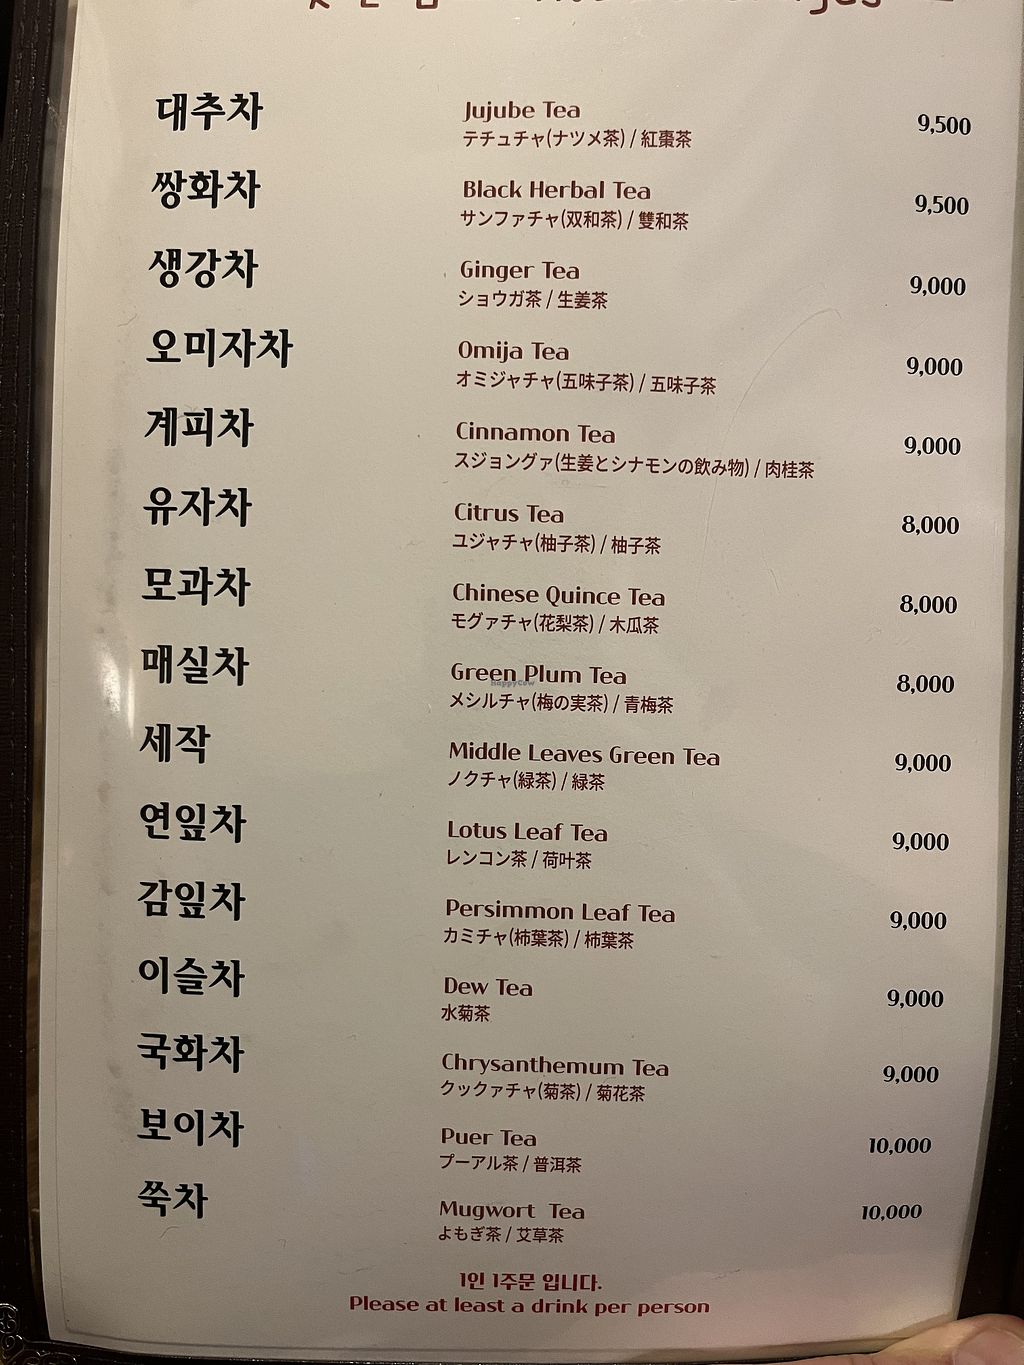 대추차
Jujube Tea
テチュチャ(ナツメ茶) / 紅棗茶
9,500
쌍화차
Black Herbal Tea
サンファチャ(双和茶) / 雙和茶
9,500
생강차
Ginger Tea
ショウガ茶 / 生姜茶
9,000
오미자차
Omija Tea
オミジャチャ(五味子茶) / 五味子茶
9,000
계피차
Cinnamon Tea
スジョングァ(生姜とシナモンの飲み物) / 肉桂茶
9,000
유자차
Citrus Tea
ユジャチャ(柚子茶) / 柚子茶
8,000
모과차
Chinese Quince Tea
モグァチャ(花梨茶) / 木瓜茶
8,000
매실차
Green Plum Tea
HappyCow
メシルチャ(梅の実茶) / 青梅茶
8,000
세작
Middle Leaves Green Tea
ノクチャ(緑茶) / 緑茶
9,000
연잎차
Lotus Leaf Tea
レンコン茶 / 荷叶茶
9,000
감잎차
Persimmon Leaf Tea
カミチャ(柿葉茶) / 柿葉茶
9,000
이슬차
Dew Tea
水菊茶
9,000
국화차
Chrysanthemum Tea
クックァチャ(菊茶) / 菊花茶
9,000
보이차
Puer Tea
プーアル茶 / 普洱茶
10,000
쑥차
Mugwort Tea
よもぎ茶 / 艾草茶
10,000
1인 1주문 입니다.
Please at least a drink per person